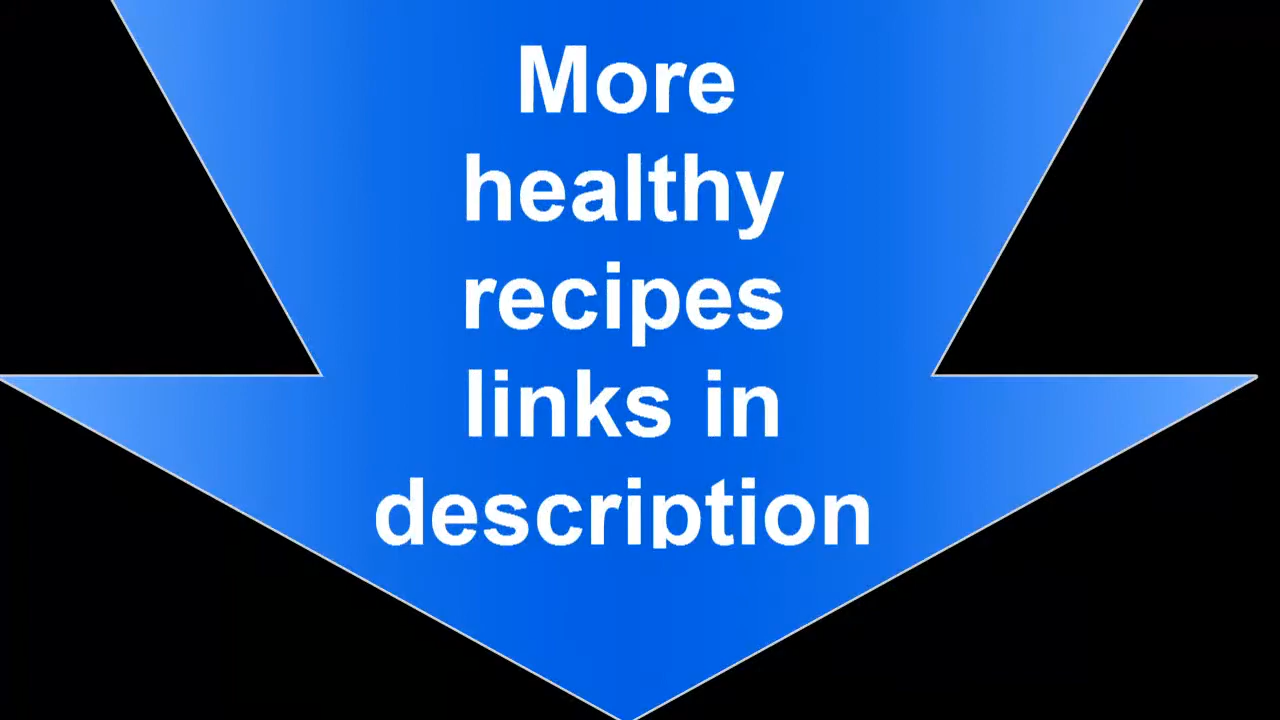 More
healthy
recipes
links in
description